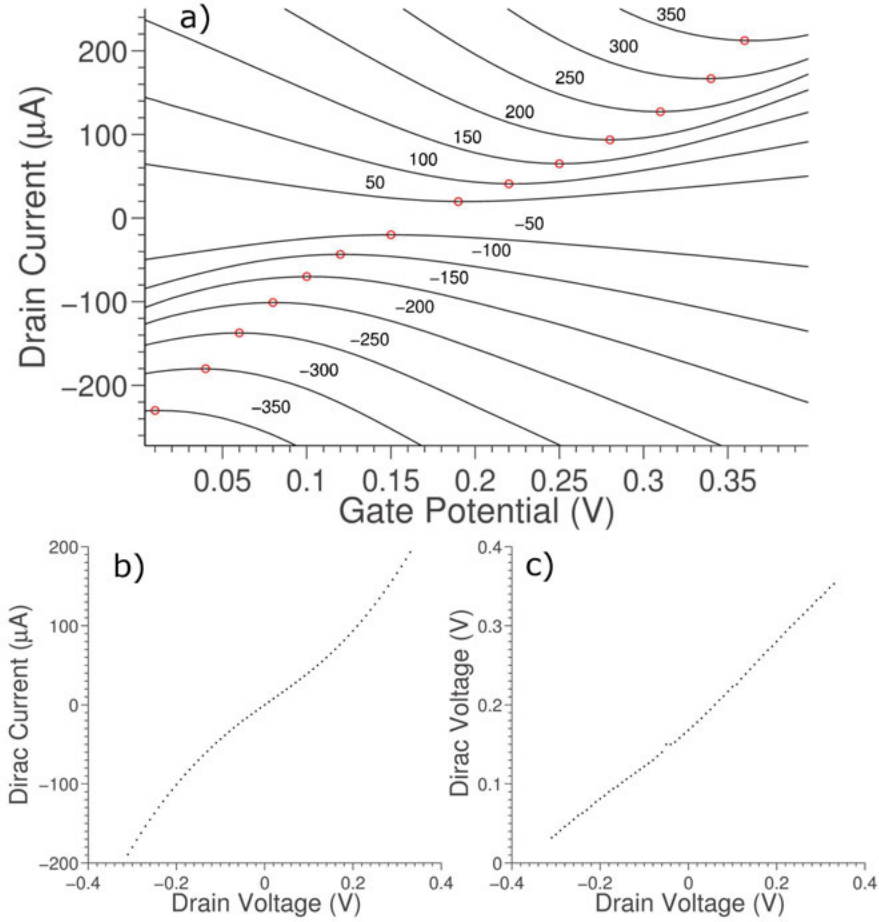 a)
Drain Current (µA)
200
100
0
−100
−200
350
300
250
200
150
100
50
−50
−100
−150
−200
−250
−300
−350
0.05 0.1 0.15 0.2 0.25 0.3 0.35
Gate Potential (V)
b)
Dirac Current (µA)
200
100
0
−100
−200
−0.4 −0.2 0 0.2 0.4
Drain Voltage (V)
c)
Dirac Voltage (V)
0.4
0.3
0.2
0.1
0
−0.4 −0.2 0 0.2 0.4
Drain Voltage (V)